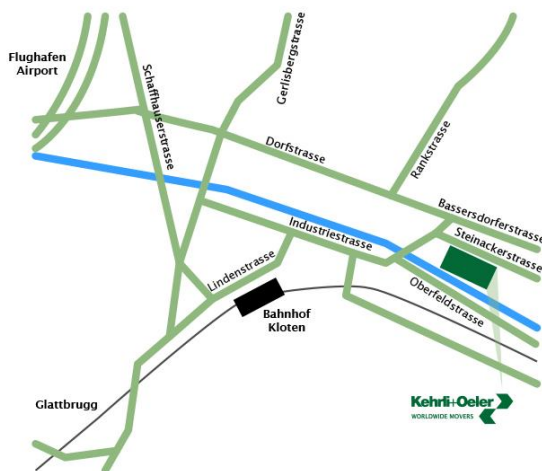 Flughafen
Airport
Schaffhauserstrasse
Gerlisbergstrasse
Dorfstrasse
Rankstrasse
Bassersdorferstrasse
Steinackerstrasse
Industriestrasse
Lindenstrasse
Oberfeldstrasse
Bahnhof
Kloten
Glattbrugg
Kehrli+Oeler
WORLDWIDE MOVERS